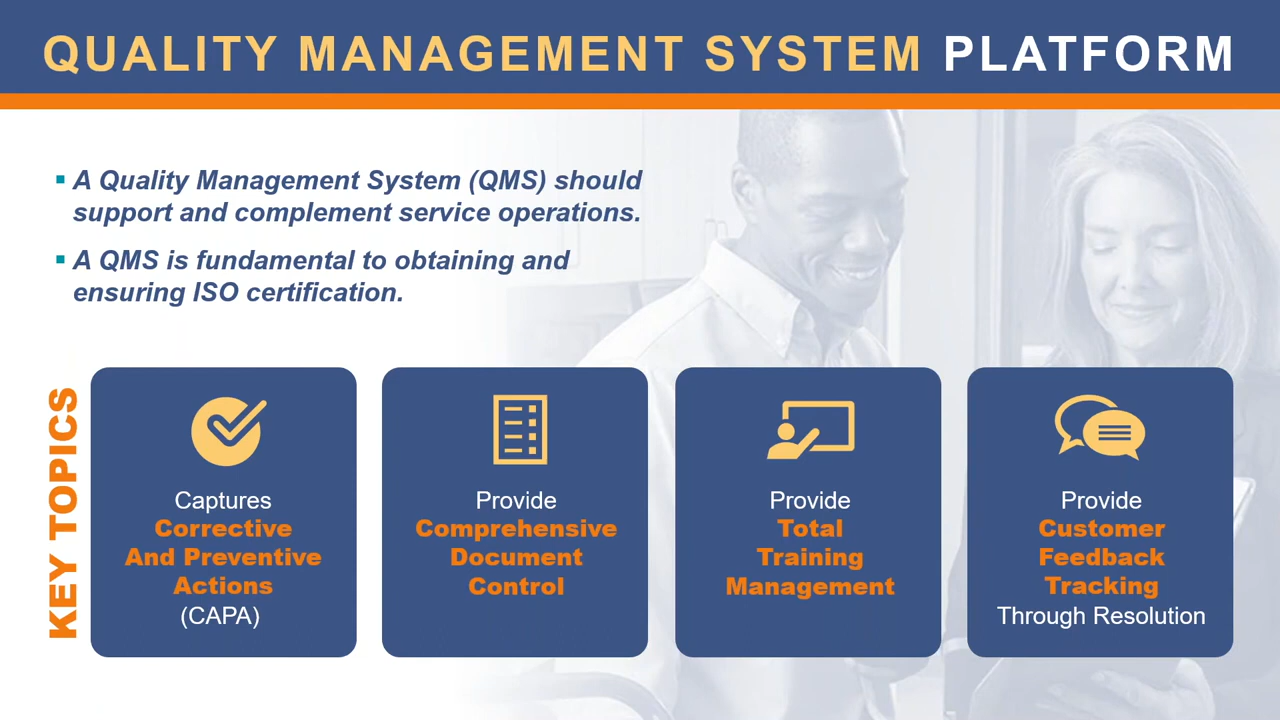 QUALITY MANAGEMENT SYSTEM PLATFORM
▪ A Quality Management System (QMS) should
support and complement service operations.
▪ A QMS is fundamental to obtaining and
ensuring ISO certification.
KEY TOPICS
Captures
Corrective
And Preventive
Actions
(CAPA)
Provide
Comprehensive
Document
Control
Provide
Total
Training
Management
Provide
Customer
Feedback
Tracking
Through Resolution